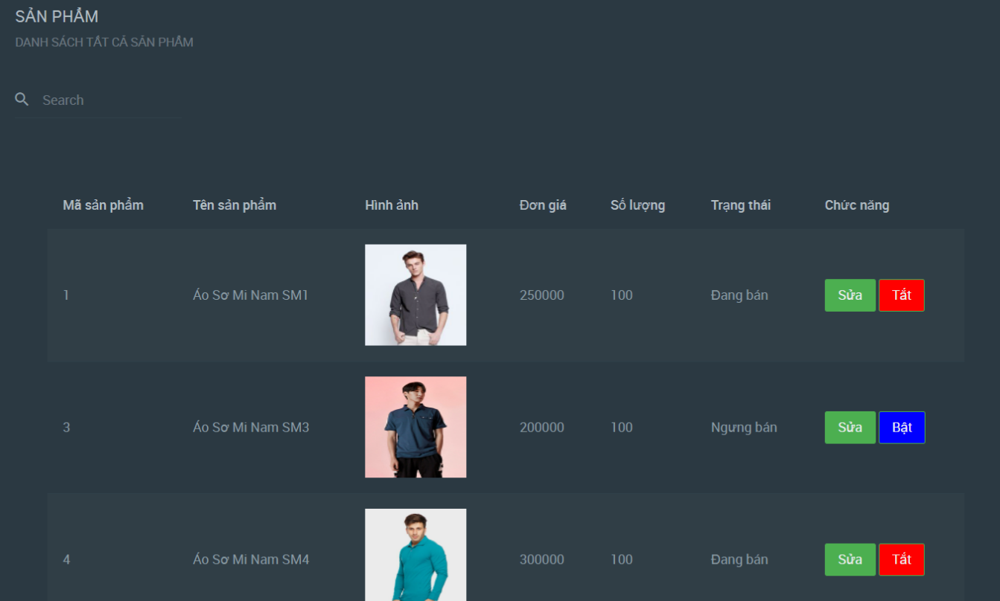 SẢN PHẨM
DANH SÁCH TẤT CẢ SẢN PHẨM
Search
Mã sản phẩm Tên sản phẩm Hình ảnh Đơn giá Số lượng Trạng thái Chức năng
1 Áo Sơ Mi Nam SM1 250000 100 Đang bán Sửa Tắt
3 Áo Sơ Mi Nam SM3 200000 100 Ngưng bán Sửa Bật
4 Áo Sơ Mi Nam SM4 300000 100 Đang bán Sửa Tắt